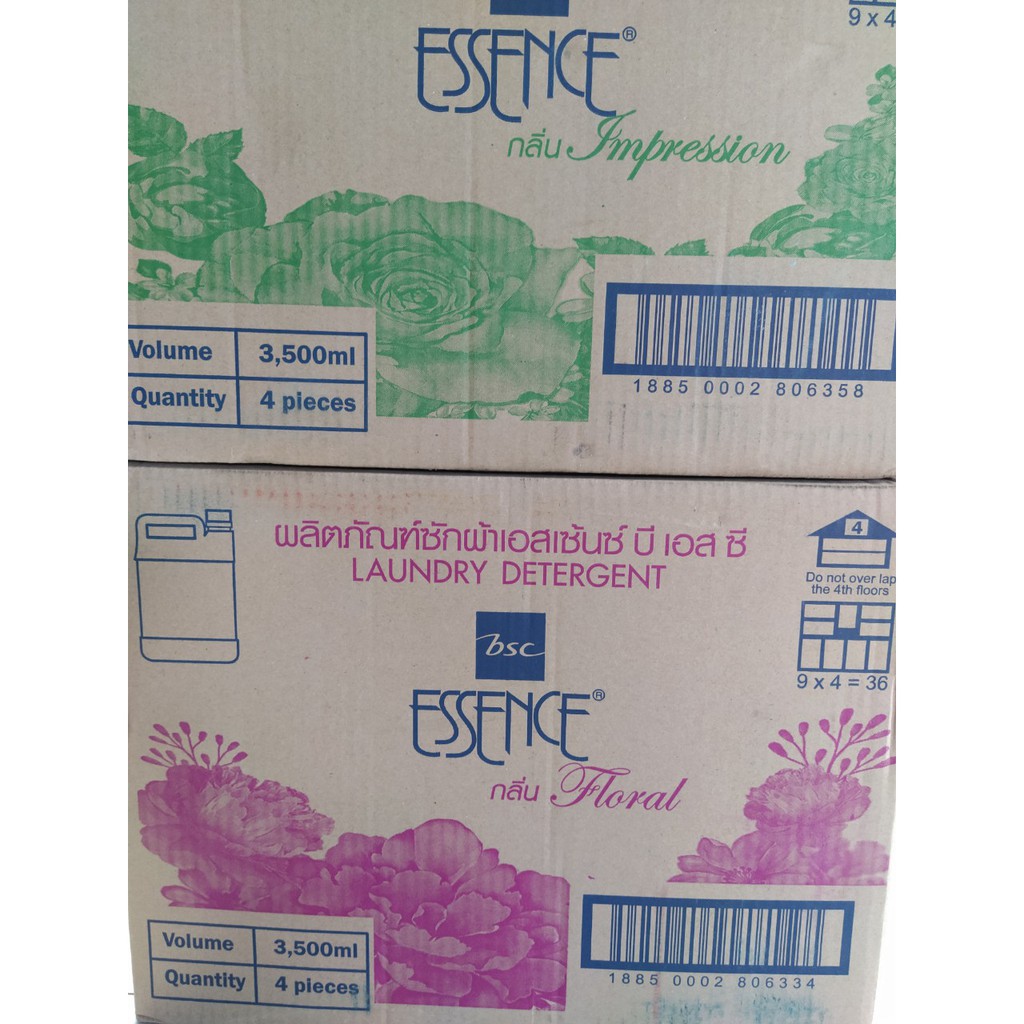 9 x 4
ESSENCE®
กลิ่น Impression
Volume 3,500ml
Quantity 4 pieces
1885 0002 806358
ผลิตภัณฑ์ซักผ้าเอสเซ้นซ์ บี เอส ซี
LAUNDRY DETERGENT
4
Do not over lap
the 4th floors
9 x 4 = 36
bsc
ESSENCE®
กลิ่น Floral
Volume 3,500ml
Quantity 4 pieces
1885 0002 806334